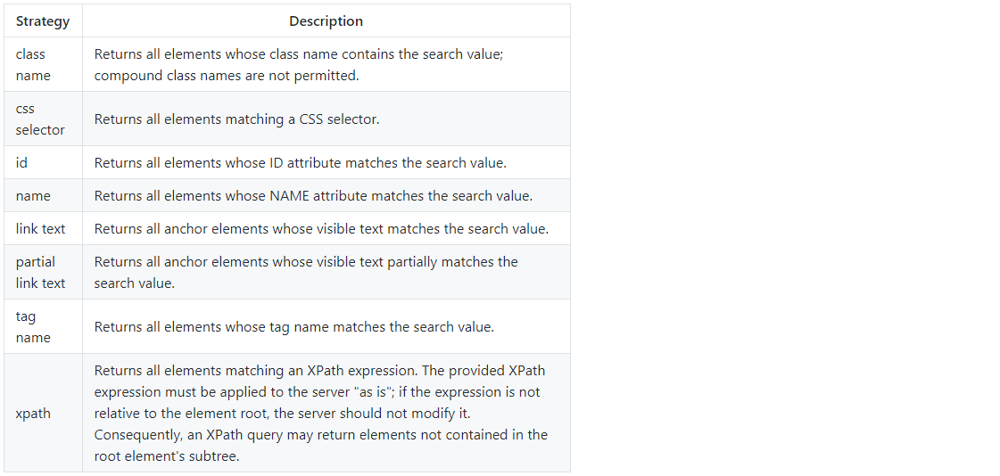 Strategy Description
class
name
Returns all elements whose class name contains the search value;
compound class names are not permitted.
css
selector
Returns all elements matching a CSS selector.
id
Returns all elements whose ID attribute matches the search value.
name
Returns all elements whose NAME attribute matches the search value.
link text
Returns all anchor elements whose visible text matches the search value.
partial
link text
Returns all anchor elements whose visible text partially matches the
search value.
tag
name
Returns all elements whose tag name matches the search value.
xpath
Returns all elements matching an XPath expression. The provided XPath
expression must be applied to the server "as is"; if the expression is not
relative to the element root, the server should not modify it.
Consequently, an XPath query may return elements not contained in the
root element's subtree.